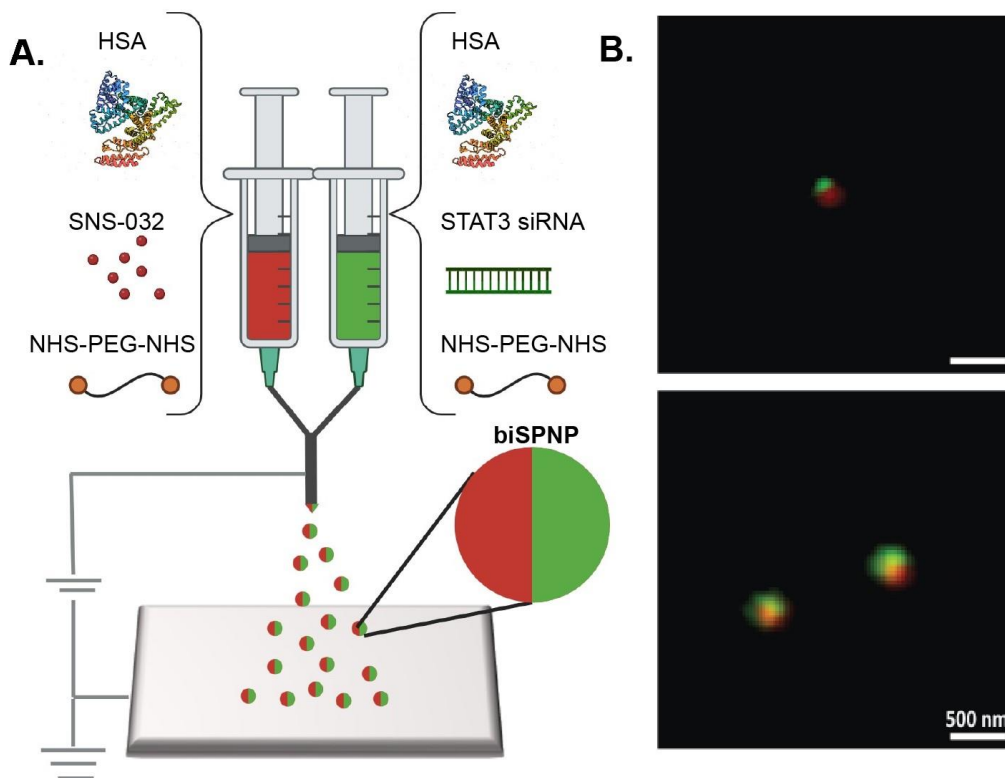 A.
HSA
SNS-032
NHS-PEG-NHS
HSA
STAT3 siRNA
NHS-PEG-NHS
biSPNP
B.
500 nm